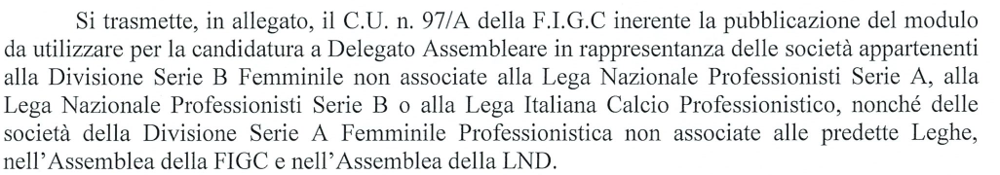 Si trasmette, in allegato, il C.U. n. 97/A della F.I.G.C inerente la pubblicazione del modulo
da utilizzare per la candidatura a Delegato Assembleare in rappresentanza delle società appartenenti
alla Divisione Serie B Femminile non associate alla Lega Nazionale Professionisti Serie A, alla
Lega Nazionale Professionisti Serie B o alla Lega Italiana Calcio Professionistico, nonché delle
società della Divisione Serie A Femminile Professionistica non associate alle predette Leghe,
nell'Assemblea della FIGC e nell'Assemblea della LND.